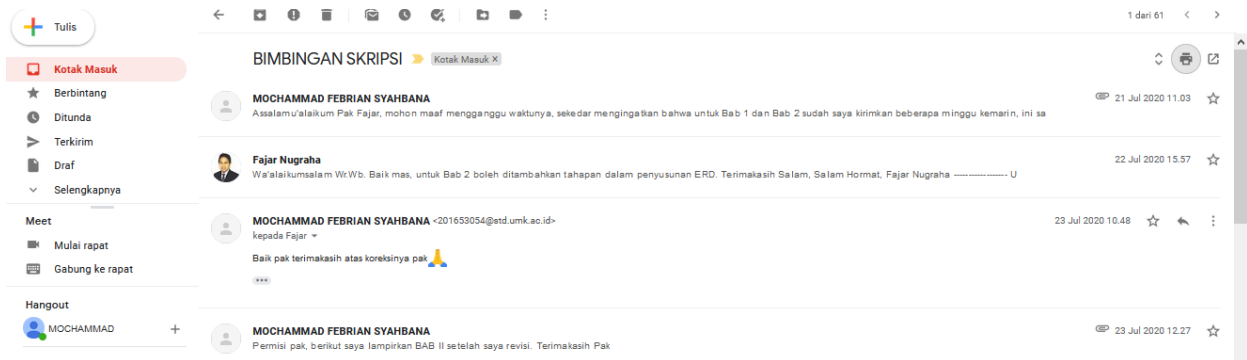 Tulis
1 dari 61
Kotak Masuk
Berbintang
Ditunda
Terkirim
Draf
Selengkapnya
Meet
Mulai rapat
Gabung ke rapat
Hangout
MOCHAMMAD
BIMBINGAN SKRIPSI Kotak Masuk X
MOCHAMMAD FEBRIAN SYAHBANA 21 Jul 2020 11.03
Assalamu'alaikum Pak Fajar, mohon maaf mengganggu waktunya, sekedar mengingatkan bahwa untuk Bab 1 dan Bab 2 sudah saya kirimkan beberapa minggu kemarin, ini sa
Fajar Nugraha 22 Jul 2020 15.57
Wa'alaikumsalam Wr.Wb. Baik mas, untuk Bab 2 boleh ditambahkan tahapan dalam penyusunan ERD. Terimakasih Salam, Salam Hormat, Fajar Nugraha ------------------ U
MOCHAMMAD FEBRIAN SYAHBANA <201653054@std.umk.ac.id> 23 Jul 2020 10.48
kepada Fajar
Baik pak terimakasih atas koreksinya pak🙏
MOCHAMMAD FEBRIAN SYAHBANA 23 Jul 2020 12.27
Permisi pak, berikut saya lampirkan BAB II setelah saya revisi. Terimakasih Pak